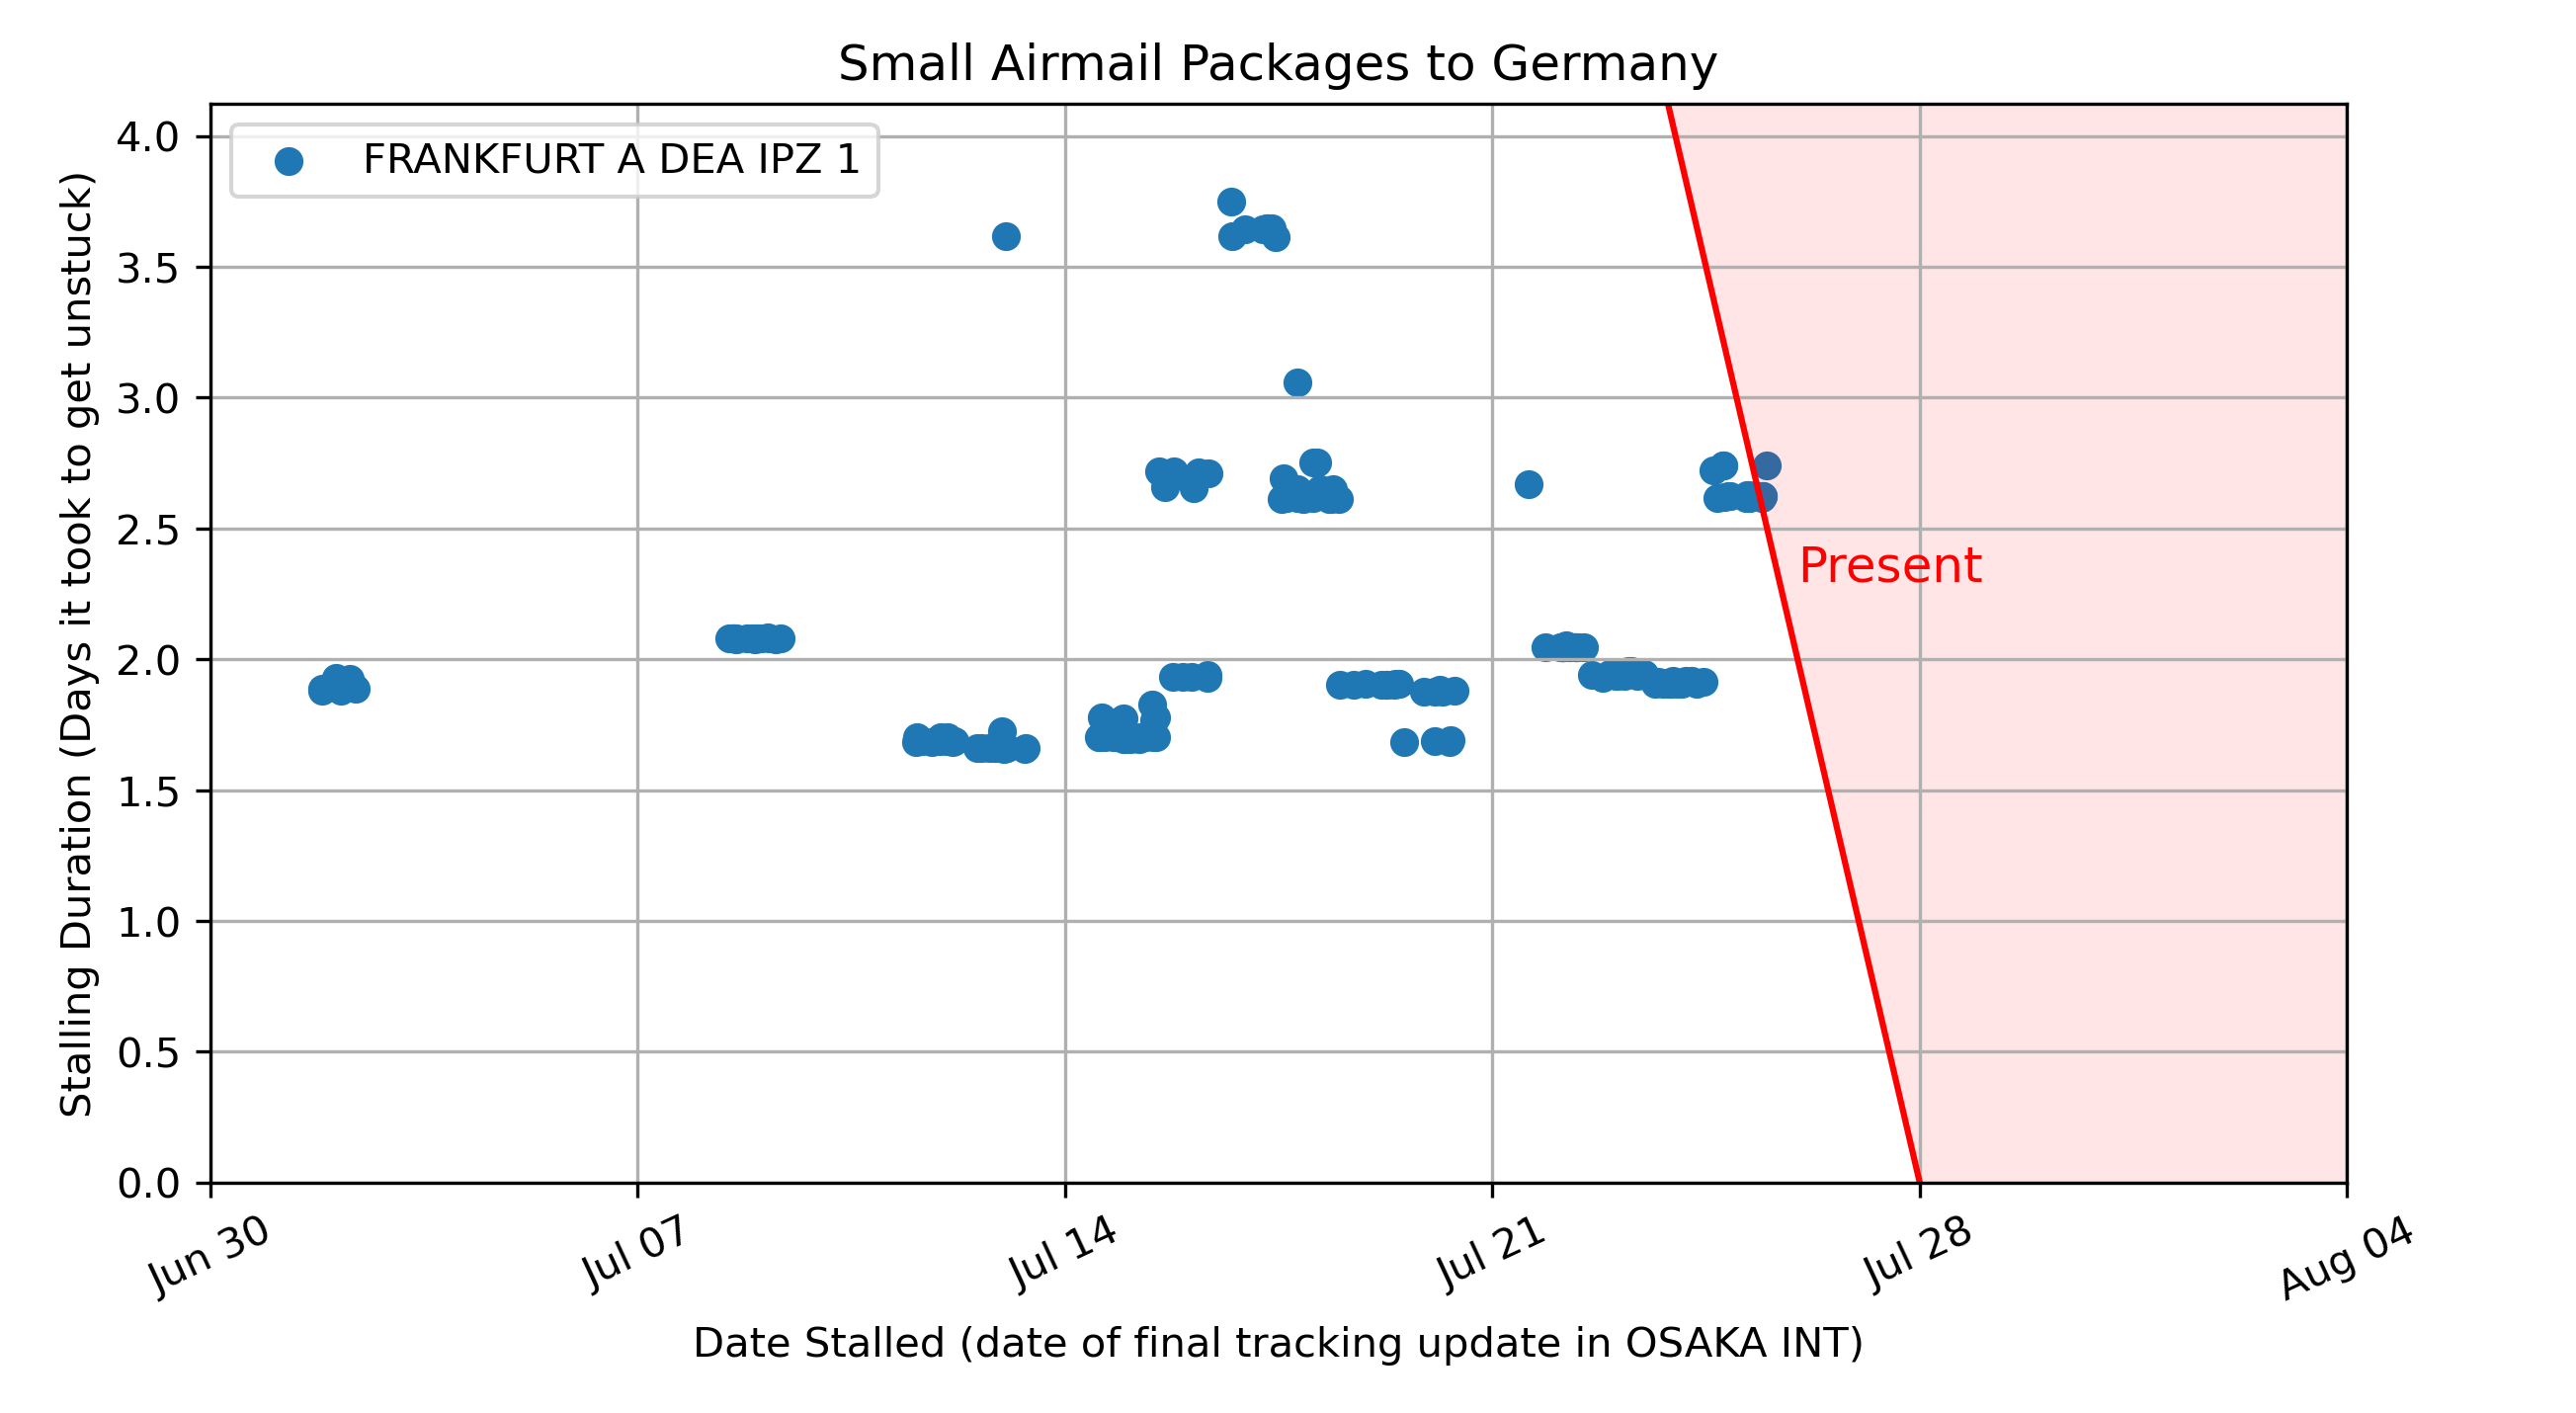 Small Airmail Packages to Germany
FRANKFURT A DEA IPZ 1
Stalling Duration (Days it took to get unstuck)
4.0
3.5
3.0
2.5
2.0
1.5
1.0
0.5
0.0
Present
Jun 30
Jul 07
Jul 14
Jul 21
Jul 28
Aug 04
Date Stalled (date of final tracking update in OSAKA INT)